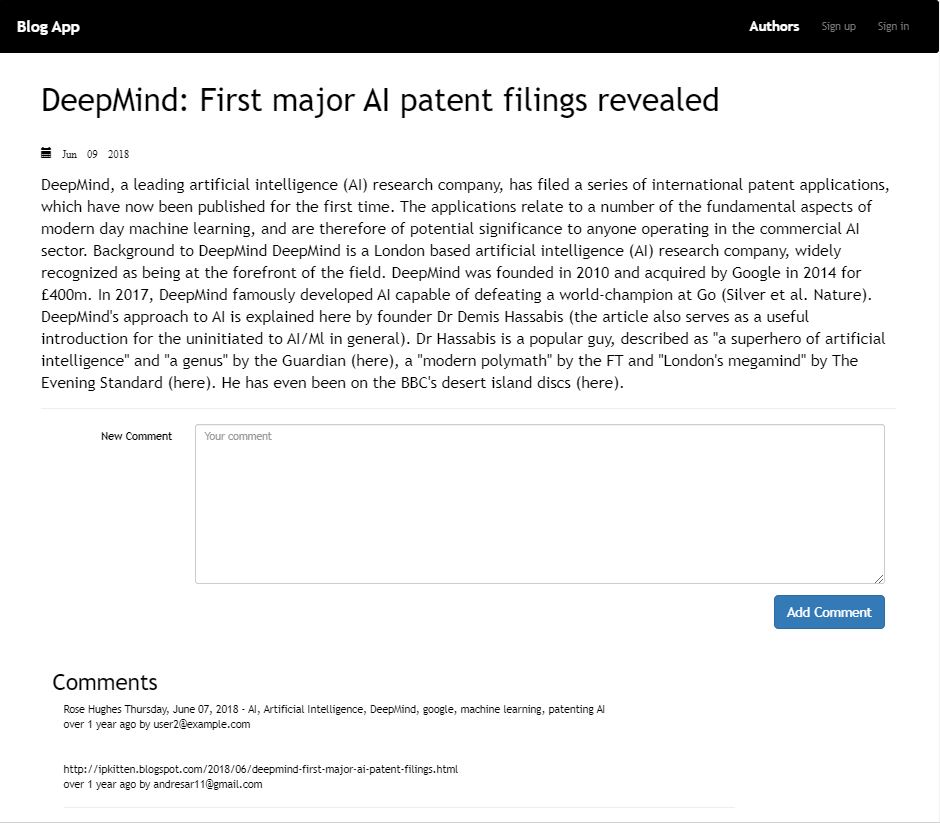 Blog App Authors Sign up Sign in
DeepMind: First major AI patent filings revealed
Jun 09 2018
DeepMind, a leading artificial intelligence (AI) research company, has filed a series of international patent applications,
which have now been published for the first time. The applications relate to a number of the fundamental aspects of
modern day machine learning, and are therefore of potential significance to anyone operating in the commercial AI
sector. Background to DeepMind DeepMind is a London based artificial intelligence (AI) research company, widely
recognized as being at the forefront of the field. DeepMind was founded in 2010 and acquired by Google in 2014 for
£400m. In 2017, DeepMind famously developed AI capable of defeating a world-champion at Go (Silver et al. Nature).
DeepMind's approach to AI is explained here by founder Dr Demis Hassabis (the article also serves as a useful
introduction for the uninitiated to AI/Ml in general). Dr Hassabis is a popular guy, described as "a superhero of artificial
intelligence" and "a genus" by the Guardian (here), a "modern polymath" by the FT and "London's megamind" by The
Evening Standard (here). He has even been on the BBC's desert island discs (here).
New Comment Your comment
Add Comment
Comments
Rose Hughes Thursday, June 07, 2018 - AI, Artificial Intelligence, DeepMind, google, machine learning, patenting AI
over 1 year ago by user2@example.com
http://ipkitten.blogspot.com/2018/06/deepmind-first-major-ai-patent-filings.html
over 1 year ago by andresar11@gmail.com